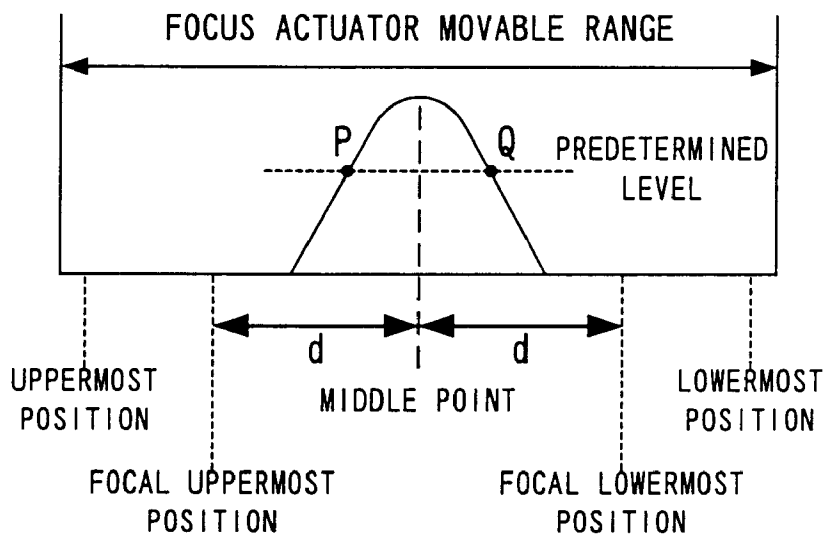 FOCUS ACTUATOR MOVABLE RANGE
P
Q
PREDETERMINED
LEVEL
d
d
UPPERMOST
POSITION
MIDDLE POINT
LOWERMOST
POSITION
FOCAL UPPERMOST
POSITION
FOCAL LOWERMOST
POSITION